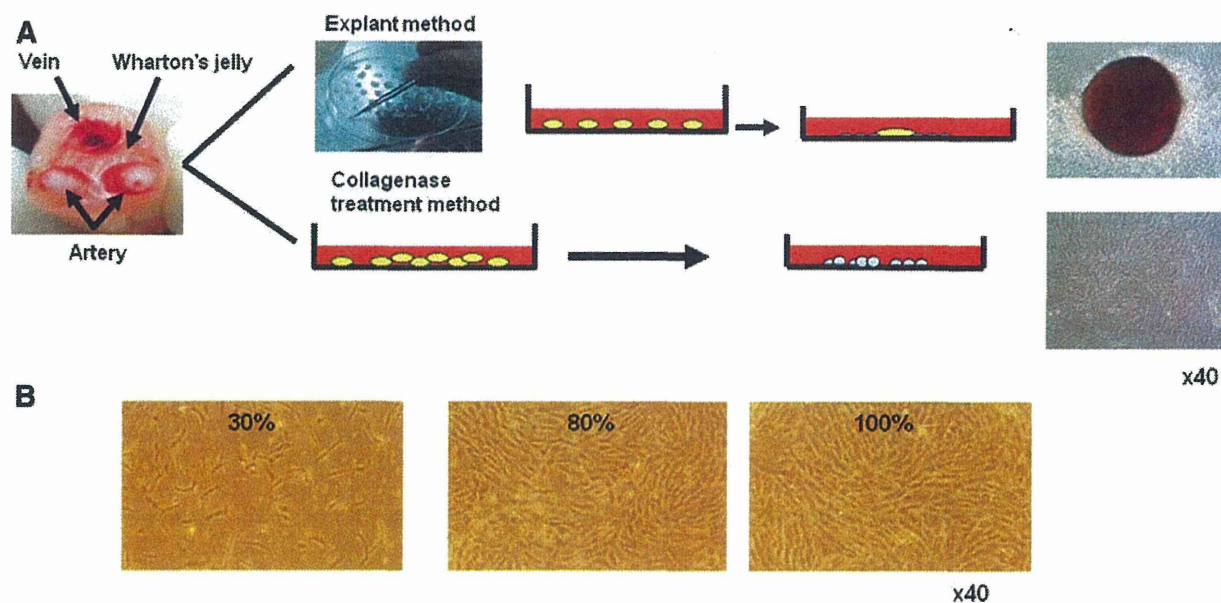 A
Explant method
Vein
Wharton's jelly
Collagenase
treatment method
Artery
x40
B
30%
80%
100%
x40